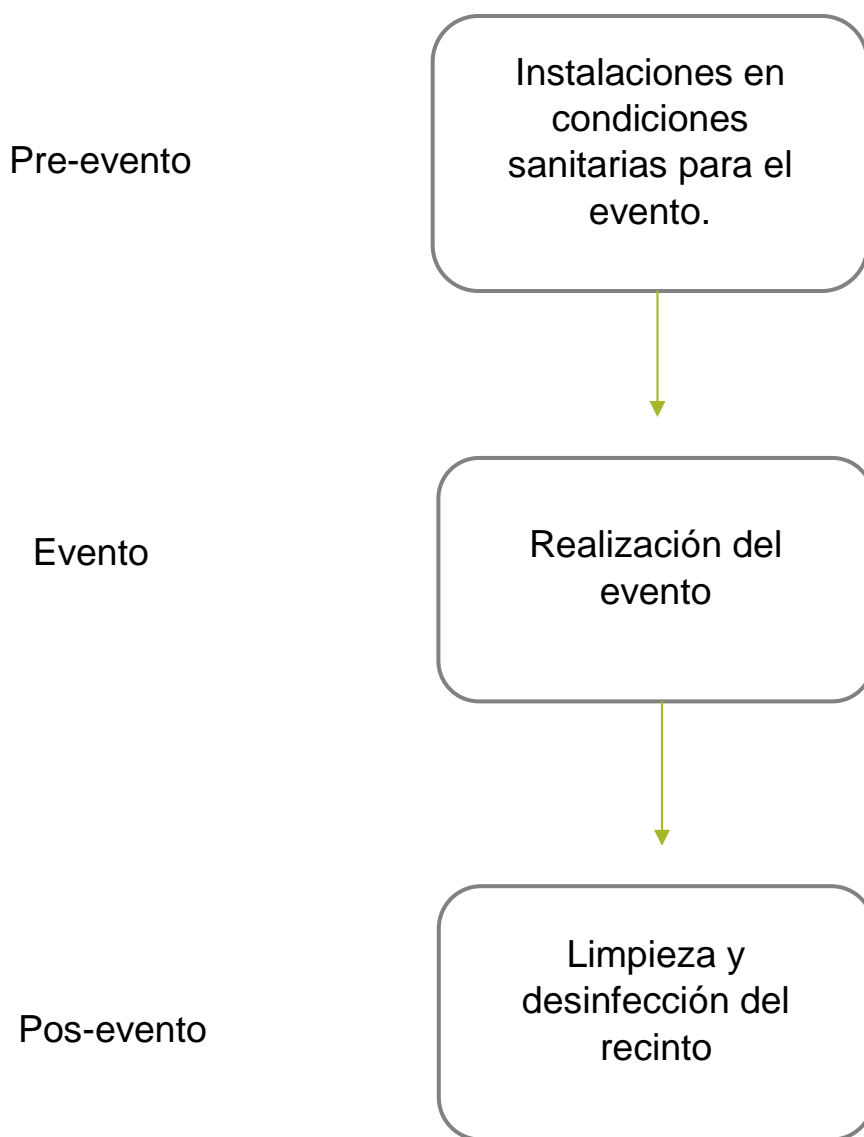 Pre-evento
Instalaciones en
condiciones
sanitarias para el
evento.
Evento
Realización del
evento
Pos-evento
Limpieza y
desinfección del
recinto